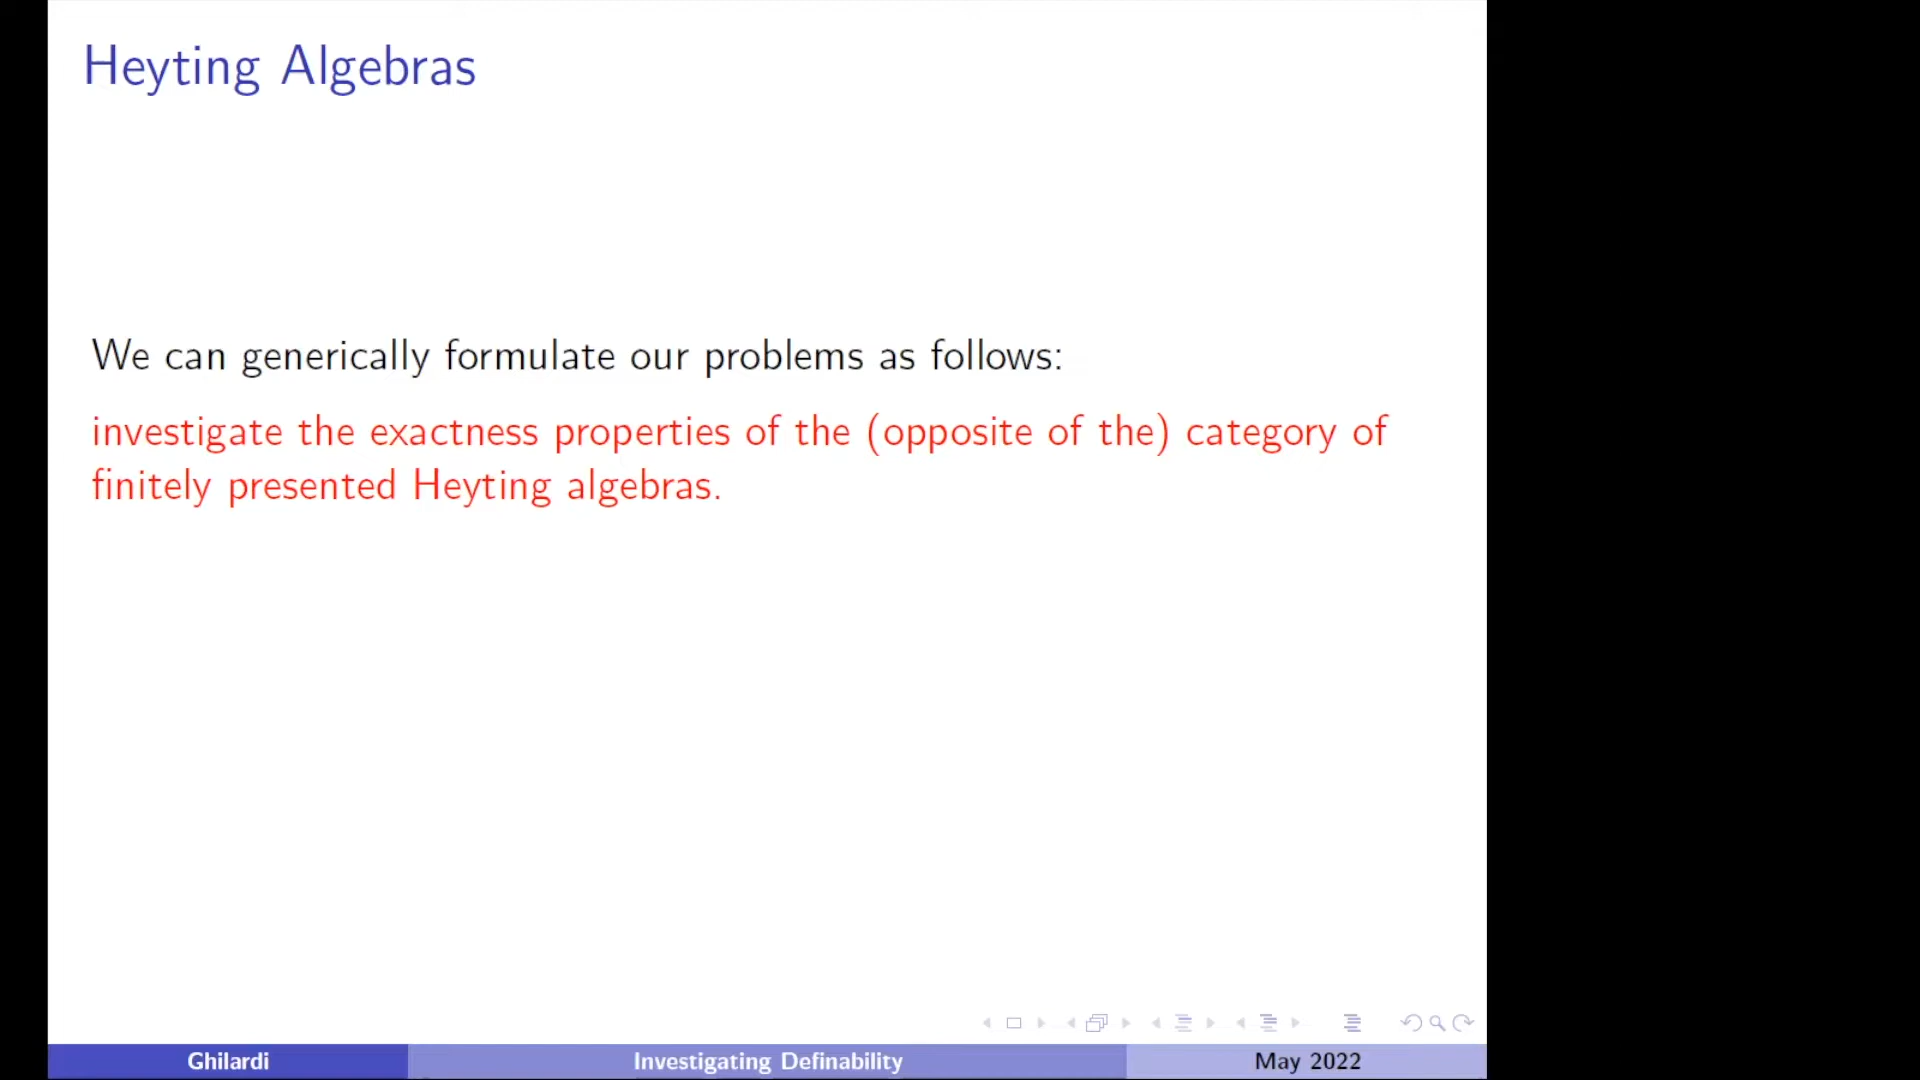 Heyting Algebras
We can generically formulate our problems as follows:
investigate the exactness properties of the (opposite of the) category of
finitely presented Heyting algebras.
Ghilardi
Investigating Definability
May 2022